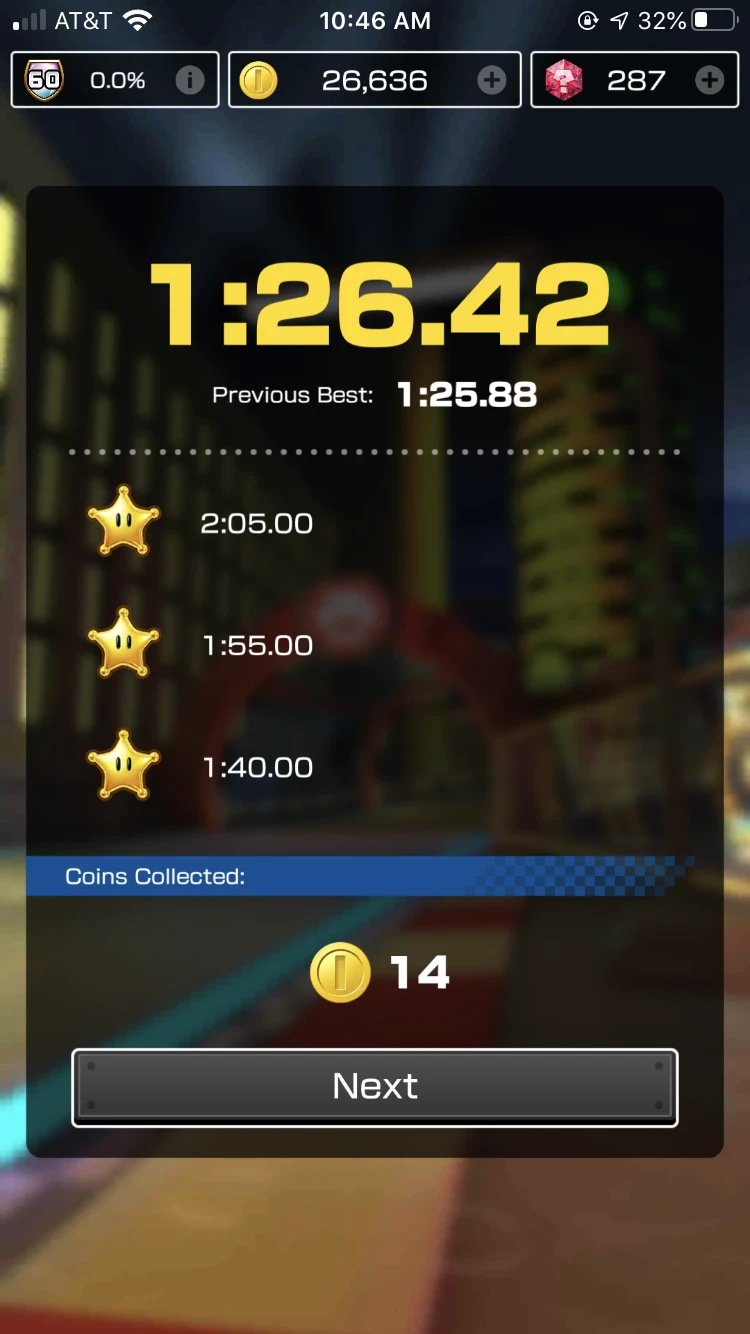 AT&T 10:46 AM 32%
60 0.0% i 26,636 + 287 +
1:26.42
Previous Best: 1:25.88
2:05.00
1:55.00
1:40.00
Coins Collected:
14
Next